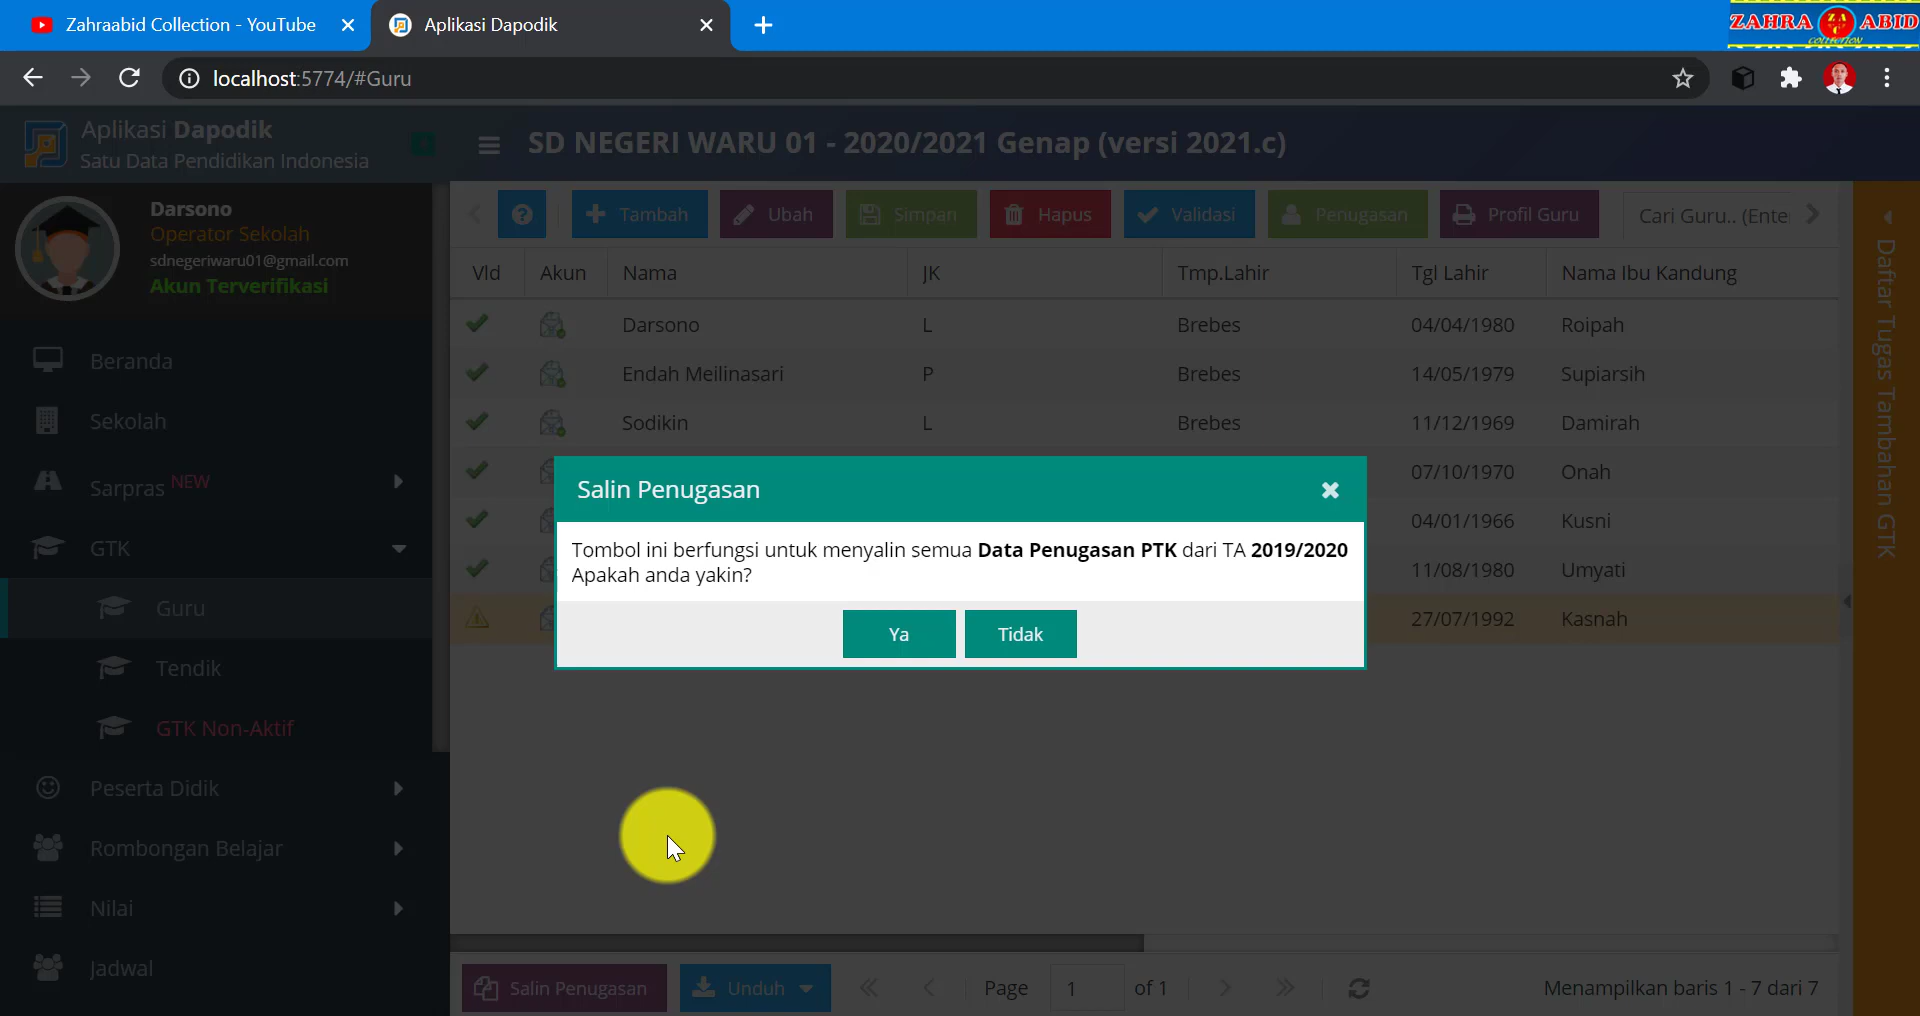 Zahraabid Collection - YouTube
Aplikasi Dapodik
ZAHRA ABID
COLLECTION
localhost:5774/#Guru
Aplikasi Dapodik
Satu Data Pendidikan Indonesia
SD NEGERI WARU 01 - 2020/2021 Genap (versi 2021.c)
Darsono
Operator Sekolah
sdnegeriwaru01@gmail.com
Akun Terverifikasi
Beranda
Sekolah
Sarpras NEW
GTK
Guru
Tendik
GTK Non-Aktif
Peserta Didik
Rombongan Belajar
Nilai
Jadwal
? Tambah Ubah Simpan Hapus Validasi Penugasan Profil Guru Cari Guru.. (Ente
Vld Akun Nama JK Tmp.Lahir Tgl Lahir Nama Ibu Kandung
Darsono L Brebes 04/04/1980 Roipah
Endah Meilinasari P Brebes 14/05/1979 Supiarsih
Sodikin L Brebes 11/12/1969 Damirah
07/10/1970 Onah
04/01/1966 Kusni
11/08/1980 Umyati
27/07/1992 Kasnah
Salin Penugasan
Tombol ini berfungsi untuk menyalin semua Data Penugasan PTK dari TA 2019/2020
Apakah anda yakin?
Ya Tidak
Daftar Tugas Tambahan GTK
Salin Penugasan Unduh Page 1 of 1 Menampilkan baris 1 - 7 dari 7